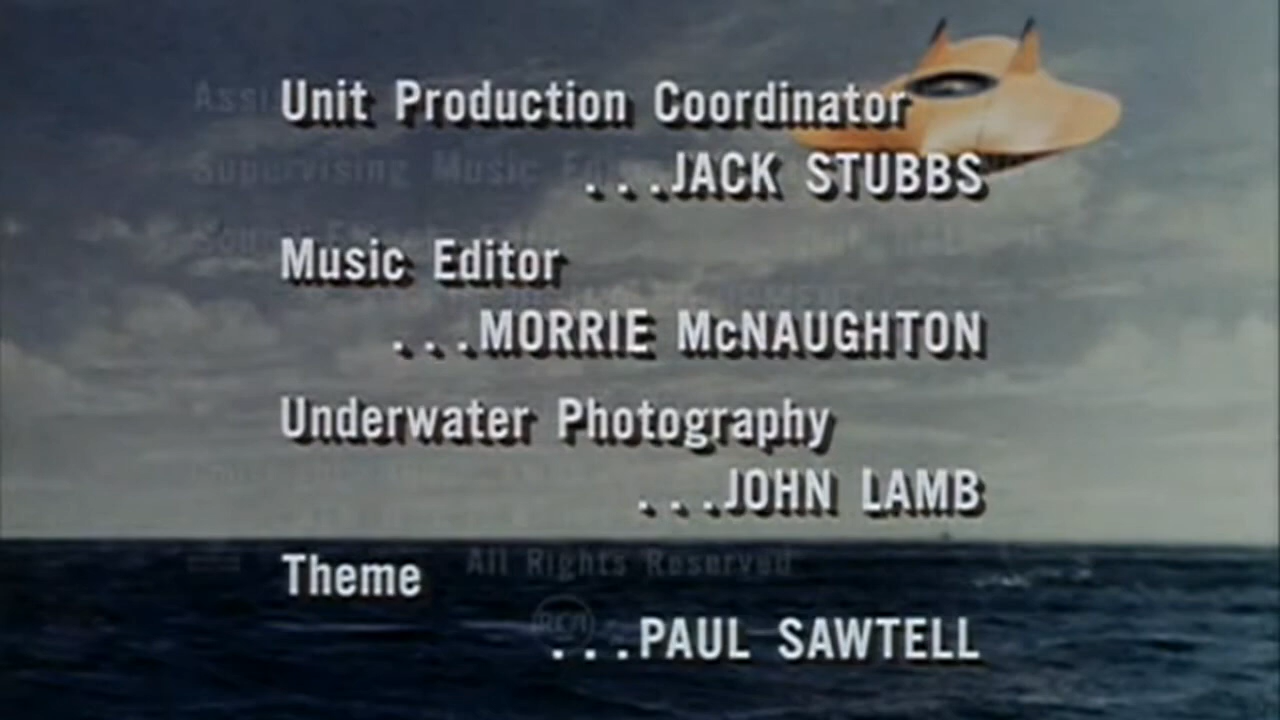 Unit Production Coordinator
...JACK STUBBS
Music Editor
...MORRIE McNAUGHTON
Underwater Photography
...JOHN LAMB
Theme
All Rights Reserved
RCA
...PAUL SAWTELL